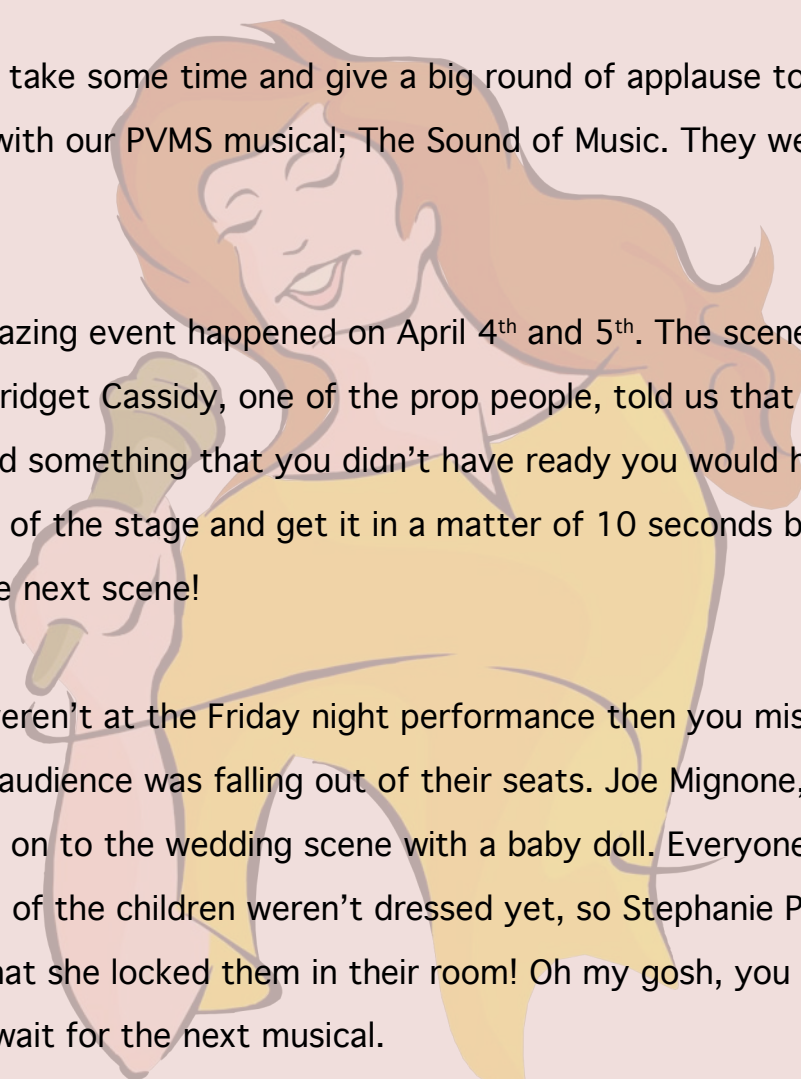 take some time and give a big round of applause to
with our PVMS musical; The Sound of Music. They we
azing event happened on April 4th and 5th. The scene
ridget Cassidy, one of the prop people, told us that
d something that you didn't have ready you would h
of the stage and get it in a matter of 10 seconds b
e next scene!
eren't at the Friday night performance then you mis
audience was falling out of their seats. Joe Mignone,
on to the wedding scene with a baby doll. Everyone
of the children weren't dressed yet, so Stephanie P
hat she locked them in their room! Oh my gosh, you
wait for the next musical.